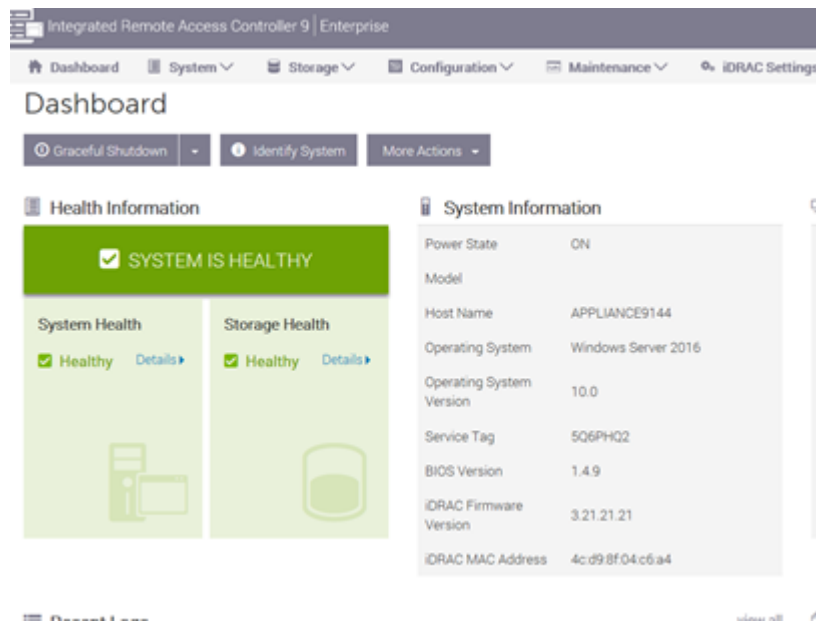 Integrated Remote Access Controller 9 | Enterprise
Dashboard System Storage Configuration Maintenance iDRAC Settings
Dashboard
Graceful Shutdown Identify System More Actions
Health Information
SYSTEM IS HEALTHY
System Health Storage Health
Healthy Details Healthy Details
System Information
Power State ON
Model
Host Name APPLIANCE9144
Operating System Windows Server 2016
Operating System
Version 10.0
Service Tag 5Q6PHQ2
BIOS Version 1.4.9
iDRAC Firmware
Version 3.21.21.21
iDRAC MAC Address 4c:d9:8f:04:c6:a4
Recent Logs view all